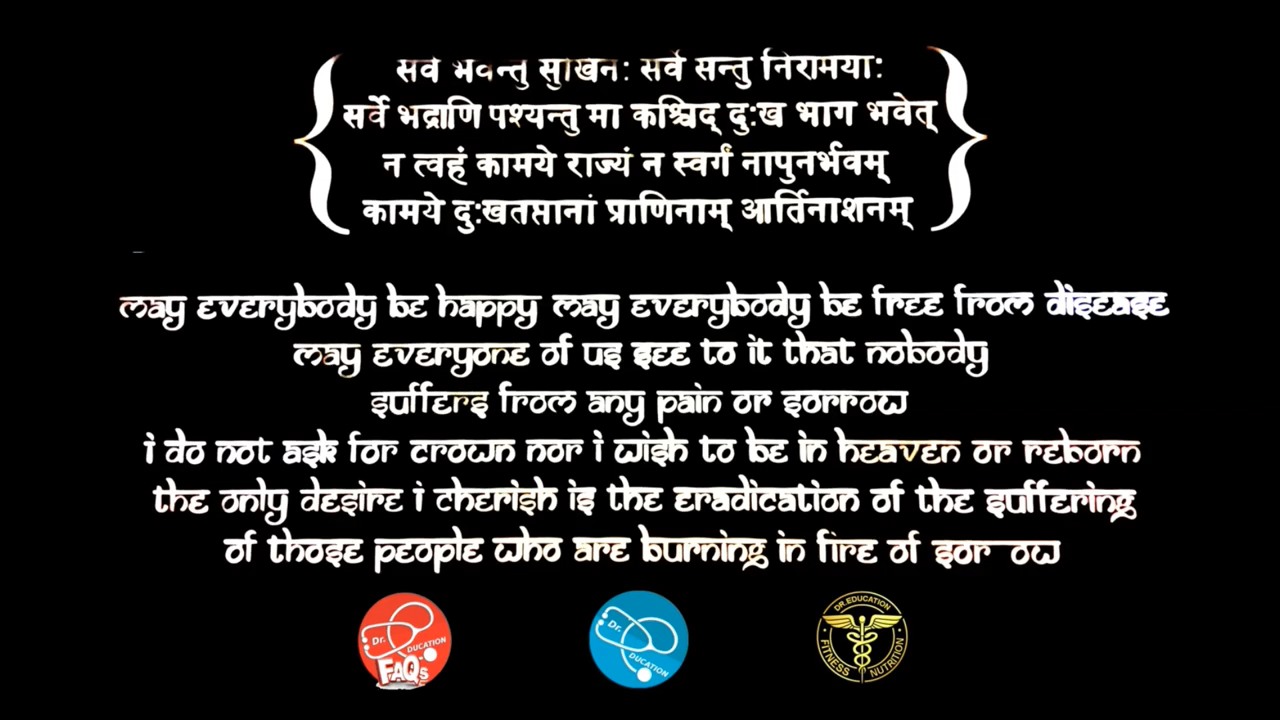 सर्वे भवन्तु सुखिन: सर्वे सन्तु निरामया:
सर्वे भद्राणि पश्यन्तु मा कश्चिद् दु:ख भाग भवेत्
न त्वहं कामये राज्यं न स्वर्गं नापुनर्भवम्
कामये दु:खतप्तानां प्राणिनाम् आर्तिनाशनम्
may everybody be happy may everybody be free from disease
may everyone of us see to it that nobody
suffers from any pain or sorrow
i do not ask for crown nor i wish to be in heaven or reborn
the only desire i cherish is the eradication of the suffering
of those people who are burning in fire of sor ow
Dr. DUCATION FAQs
Dr. DUCATION
DR.EDUCATION FITNESS NUTRITION